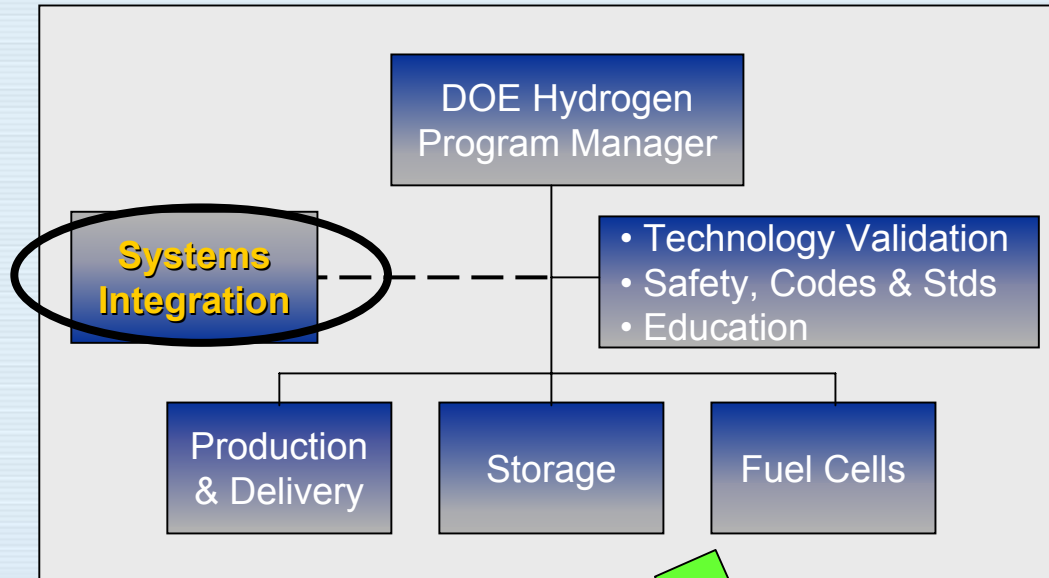 DOE Hydrogen
Program Manager
Systems
Integration
• Technology Validation
• Safety, Codes & Stds
• Education
Production
& Delivery
Storage
Fuel Cells